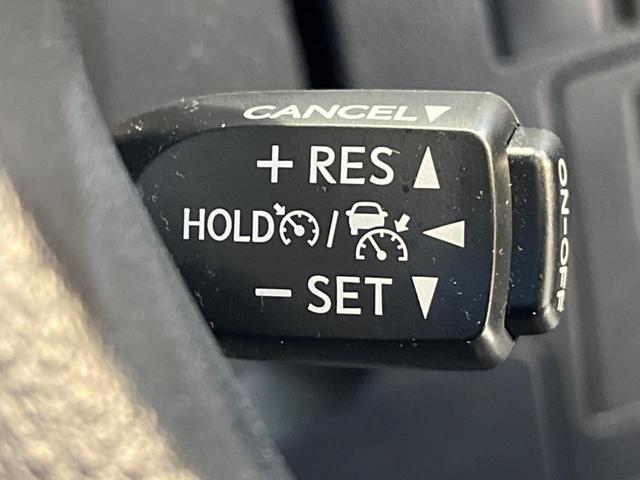 CANCEL▼
+ RES ▲
HOLD / ◀
− SET ▼
ON-OFF